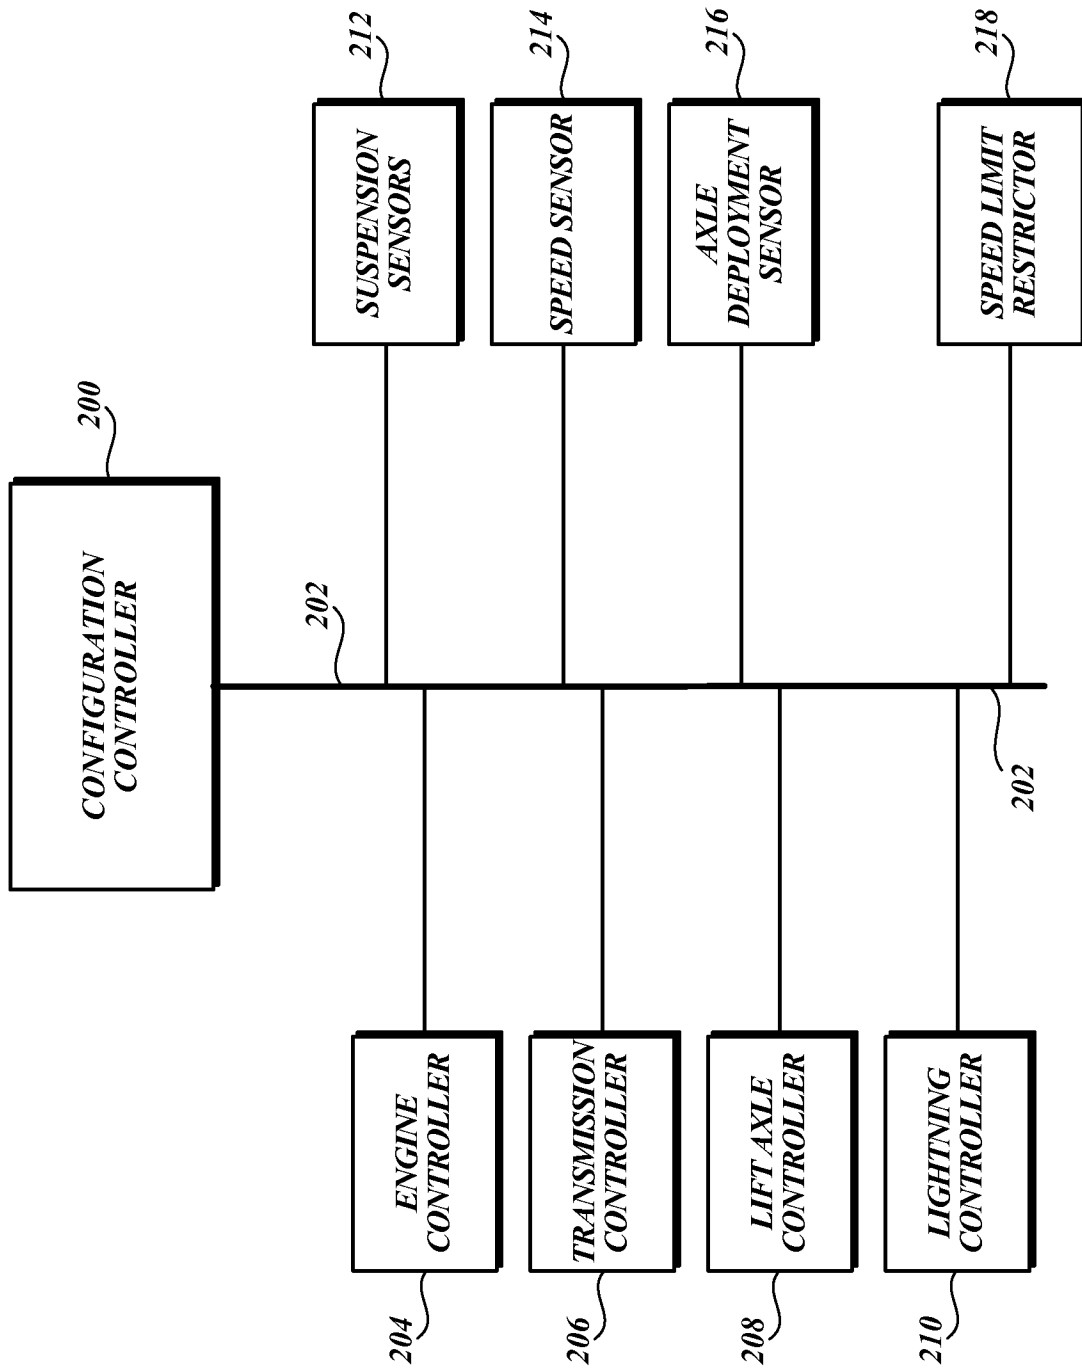 200
CONFIGURATION
CONTROLLER
202
202
204
ENGINE
CONTROLLER
206
TRANSMISSION
CONTROLLER
208
LIFT AXLE
CONTROLLER
210
LIGHTNING
CONTROLLER
212
SUSPENSION
SENSORS
214
SPEED SENSOR
216
AXLE
DEPLOYMENT
SENSOR
218
SPEED LIMIT
RESTRICTOR